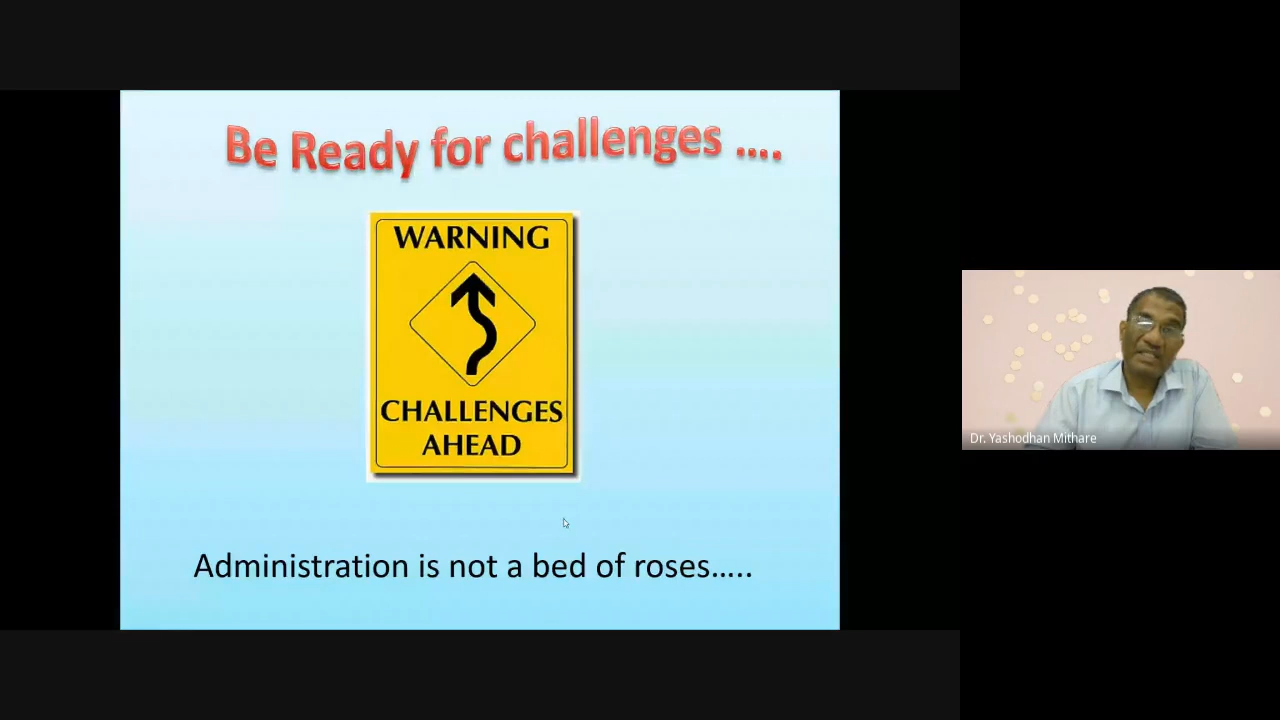 Be Ready for challenges ....
WARNING
CHALLENGES
AHEAD
Administration is not a bed of roses.....
Dr. Yashodhan Mithare